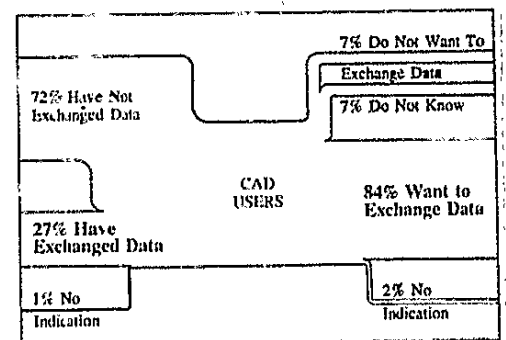 7% Do Not Want To
Exchange Data
72% Have Not
Exchanged Data
7% Do Not Know
CAD
USERS
84% Want to
Exchange Data
27% Have
Exchanged Data
1% No
Indication
2% No
Indication